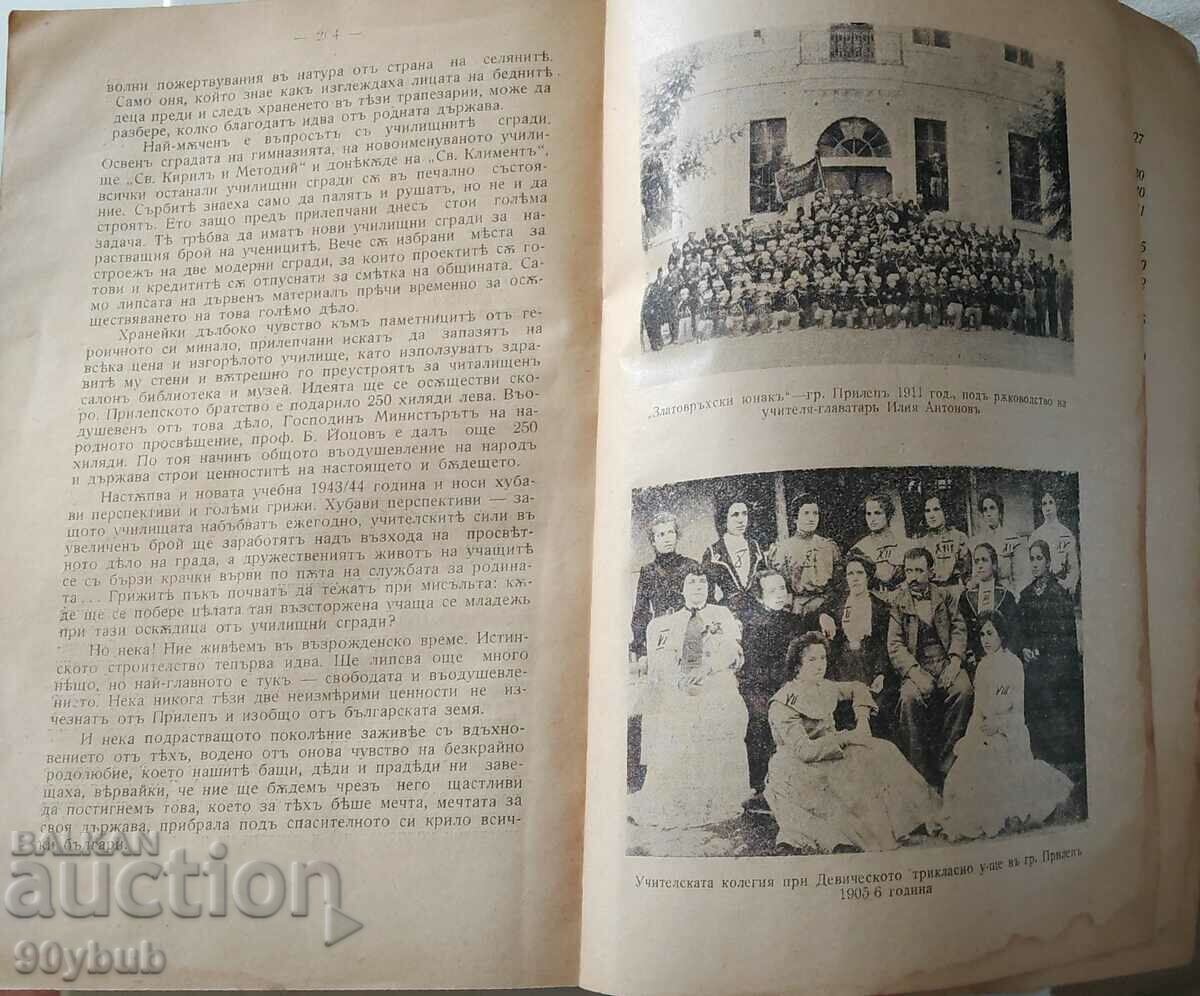 — 204 —
волни пожертвувания въ натура отъ страна на селянитѣ.
Само оня, който знае какъ изглеждаха лицата на беднитѣ
деца преди и следъ храненето въ тѣзи трапезарии, може да
разбере, колко благодатъ идва отъ родната държава.
Най-мѫченъ е въпросътъ съ училищнитѣ сгради.
Освенъ сградата на гимназията, на новоименуваното учили-
ще „Св. Кирилъ и Методий“ и донѣкѫде на „Св. Климентъ“,
всички останали училищни сгради сѫ въ печално състоя-
ние. Сърбитѣ знаеха само да палятъ и рушатъ, но не и да
строятъ. Ето защо предъ прилепчани днесъ стои голѣма
задача. Тѣ трѣбва да иматъ нови училищни сгради за на-
растващия брой на ученицитѣ. Вече сѫ избрани мѣста за
строежъ на две модерни сгради, за които проектитѣ сѫ го-
тови и кредититѣ сѫ отпуснати за смѣтка на общината. Са-
мо липсата на дървенъ материалъ прѣчи временно за осѫ-
ществяването на това голѣмо дѣло.
Хранейки дълбоко чувство къмъ паметницитѣ отъ ге-
роичното си минало, прилепчани искатъ да запазятъ на
всѣка цена и изгорѣлото училище, като използуватъ здра-
витѣ му стени и вѫтрешно го преустроятъ за читалищенъ
салонъ библиотека и музей. Идеята ще се осѫществи ско-
ро. Прилепското братство е подарило 250 хиляди лева. Въо-
душевенъ отъ това дѣло, Господинъ Министърътъ на на-
родното просвѣщение, проф. Б. Йоцовъ е далъ още 250
хиляди. По тоя начинъ общото въодушевление на народъ
и държава строи ценноститѣ на настоящето и бѫдещето.
Настѫпва и новата учебна 1943/44 година и носи хуба-
ви перспективи и голѣми грижи. Хубави перспективи — за-
щото училищата набъбватъ ежегодно, учителскитѣ сили въ
увеличенъ брой ще заработятъ надъ възхода на просвѣт-
ното дѣло на града, а дружествениятъ животъ на учащитѣ
се съ бързи крачки върви по пѫтя на службата за родина-
та... Грижитѣ пъкъ почватъ да тежатъ при мисълта: кѫ-
де ще се побере цѣлата тая възсторжена учаща се младежь
при тази оскѫдица отъ училищни сгради?
Но нека! Ние живѣемъ въ възрожденско време. Истин-
ското строителство тепърва идва. Ще липсва още много
нѣщо, но най-главното е тукъ — свободата и въодушевле-
нието. Нека никога тѣзи две неизмѣрими ценности не из-
чезнатъ отъ Прилепъ и изобщо отъ българската земя.
И нека подрастващото поколѣние заживѣе съ вдъхно-
вението отъ тѣхъ, водено отъ онова чувство на безкрайно
родолюбие, което нашитѣ бащи, дѣди и прадѣди ни заве-
щаха, вѣрвайки, че ние ще бѫдемъ чрезъ него щастливи
да постигнемъ това, което за тѣхъ бѣше мечта, мечтата за
своя държава, прибрала подъ спасителното си крило всич-
ки българи.
„Златовръхски юнакъ“ —гр. Прилепъ 1911 год., подъ рѫководство на
учителя-главатарь Илия Антоновъ
VI
VII
VIII
XII
Учителската колегия при Девическото трикласно у-ще въ гр. Прилепъ
1905-6 година
27
BALKAN
auction
90ybub